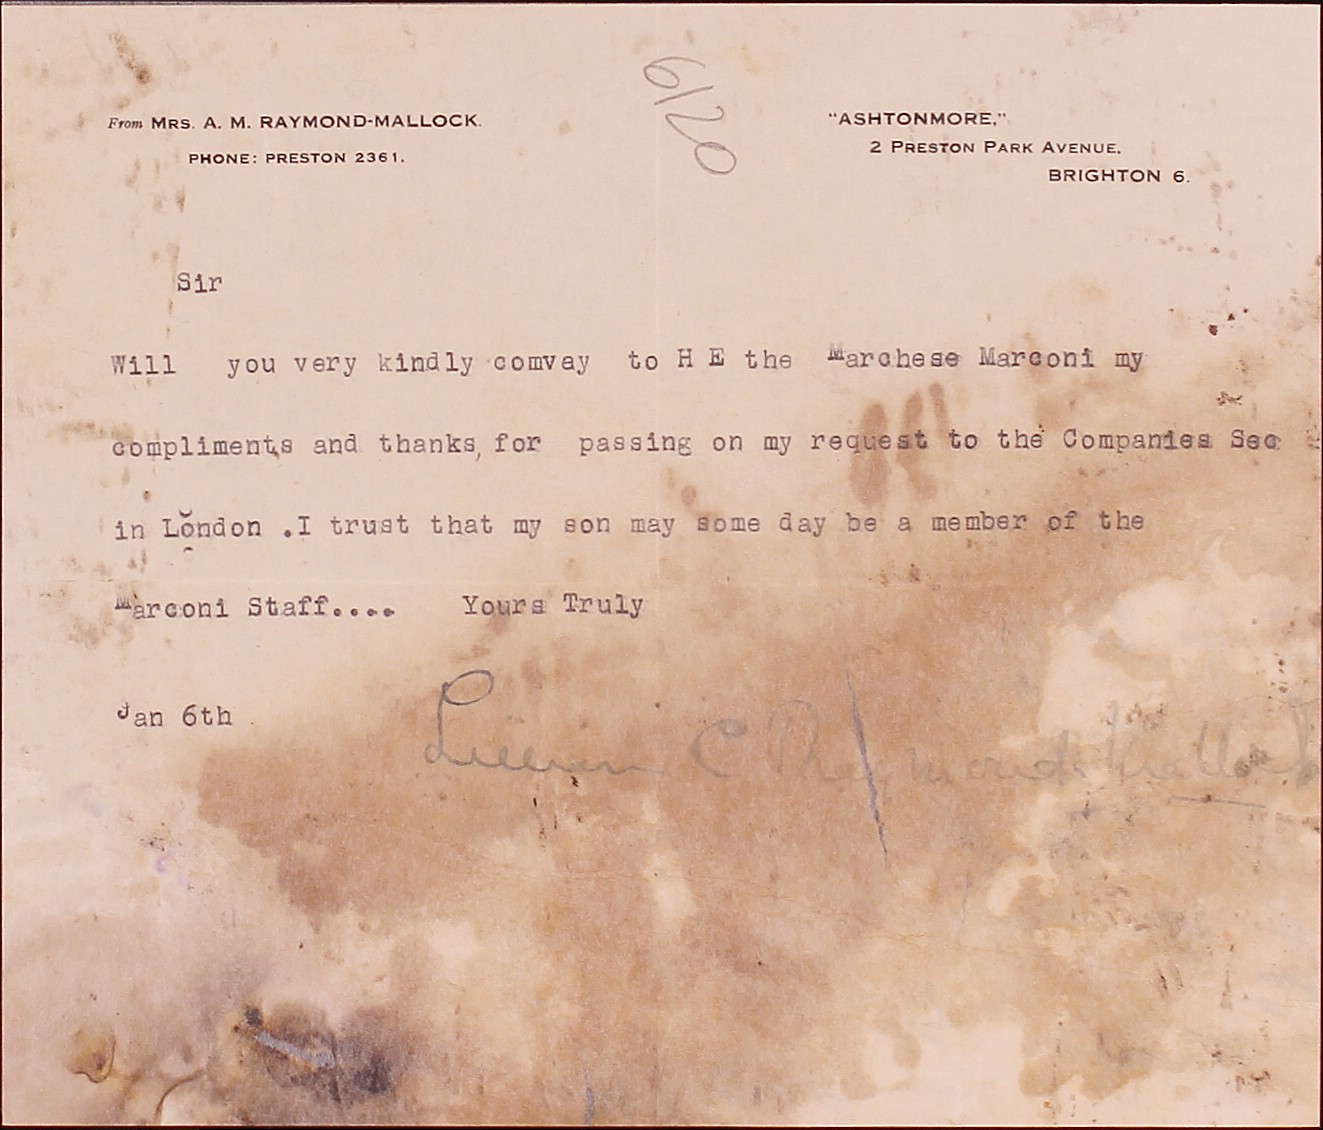 6/20
From MRS. A. M. RAYMOND-MALLOCK.
PHONE: PRESTON 2361.
"ASHTONMORE,"
2 PRESTON PARK AVENUE,
BRIGHTON 6.
Sir
Will you very kindly comvay to H E the Marchese Marconi my
compliments and thanks, for passing on my request to the Companies Sec
in London .I trust that my son may some day be a member of the
Marconi Staff.... Yours Truly
Jan 6th
Lillian C Raymond-Mallock